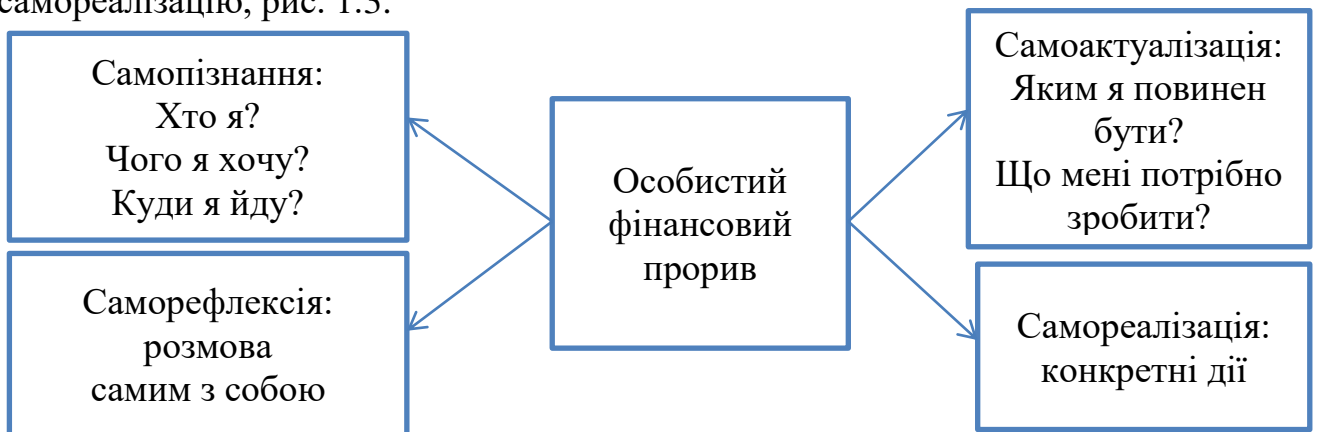 самореалізацію, рис. 1.3.
Самопізнання:
Хто я?
Чого я хочу?
Куди я йду?
Саморефлексія:
розмова
самим з собою
Особистий
фінансовий
прорив
Самоактуалізація:
Яким я повинен
бути?
Що мені потрібно
зробити?
Самореалізація:
конкретні дії